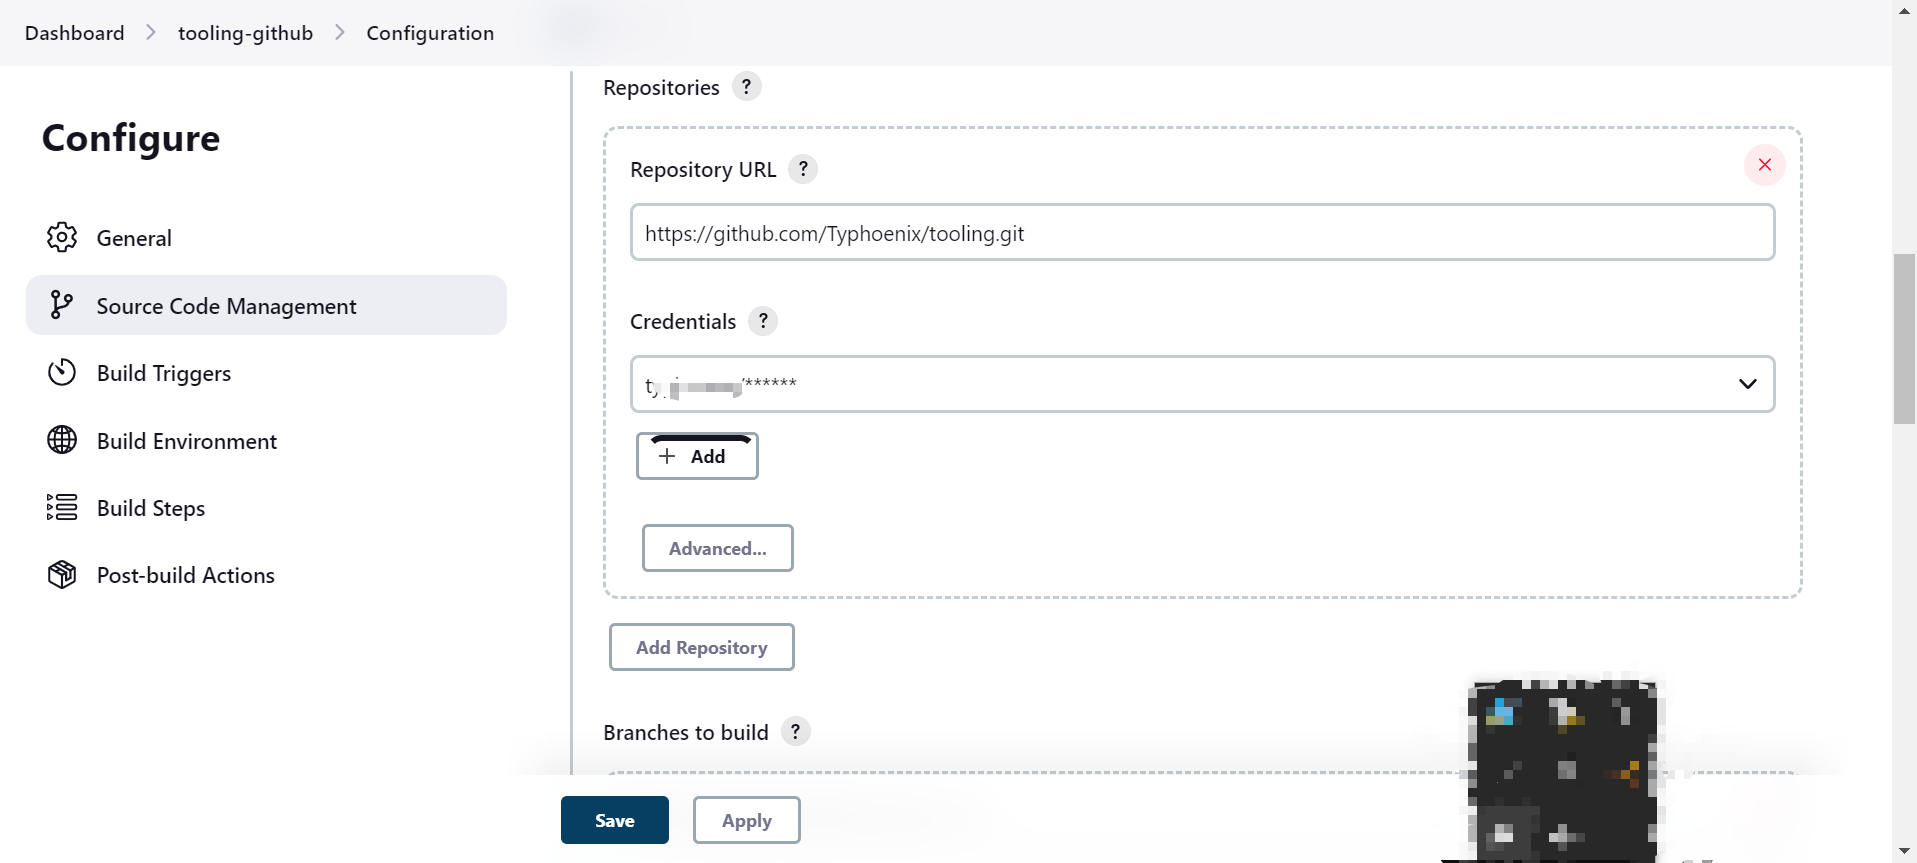 Dashboard > tooling-github > Configuration
Configure
General
Source Code Management
Build Triggers
Build Environment
Build Steps
Post-build Actions
Repositories ?
Repository URL ?
https://github.com/Typhoenix/tooling.git
Credentials ?
/******
+ Add
Advanced...
Add Repository
Branches to build ?
Save
Apply